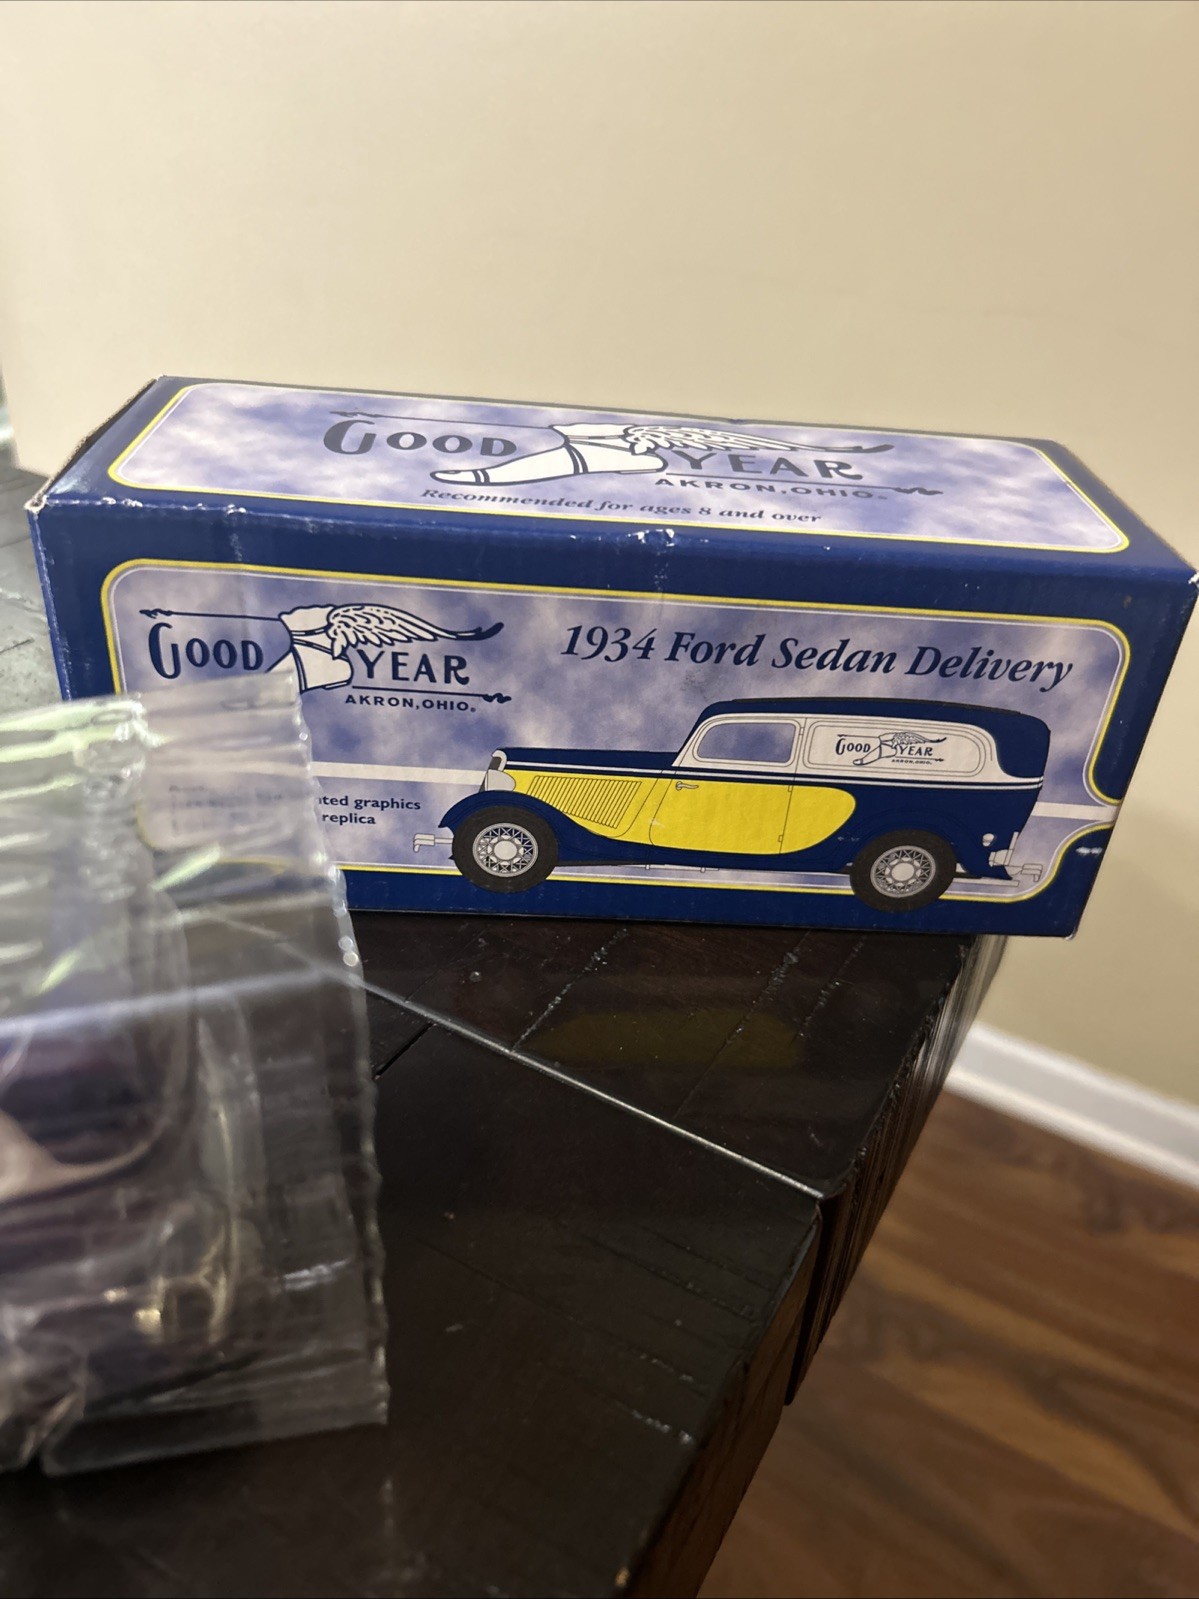 GOOD YEAR
AKRON, OHIO®
Recommended for ages 8 and over
GOOD YEAR
AKRON, OHIO®
1934 Ford Sedan Delivery
GOOD YEAR
AKRON, OHIO
graphics
replica